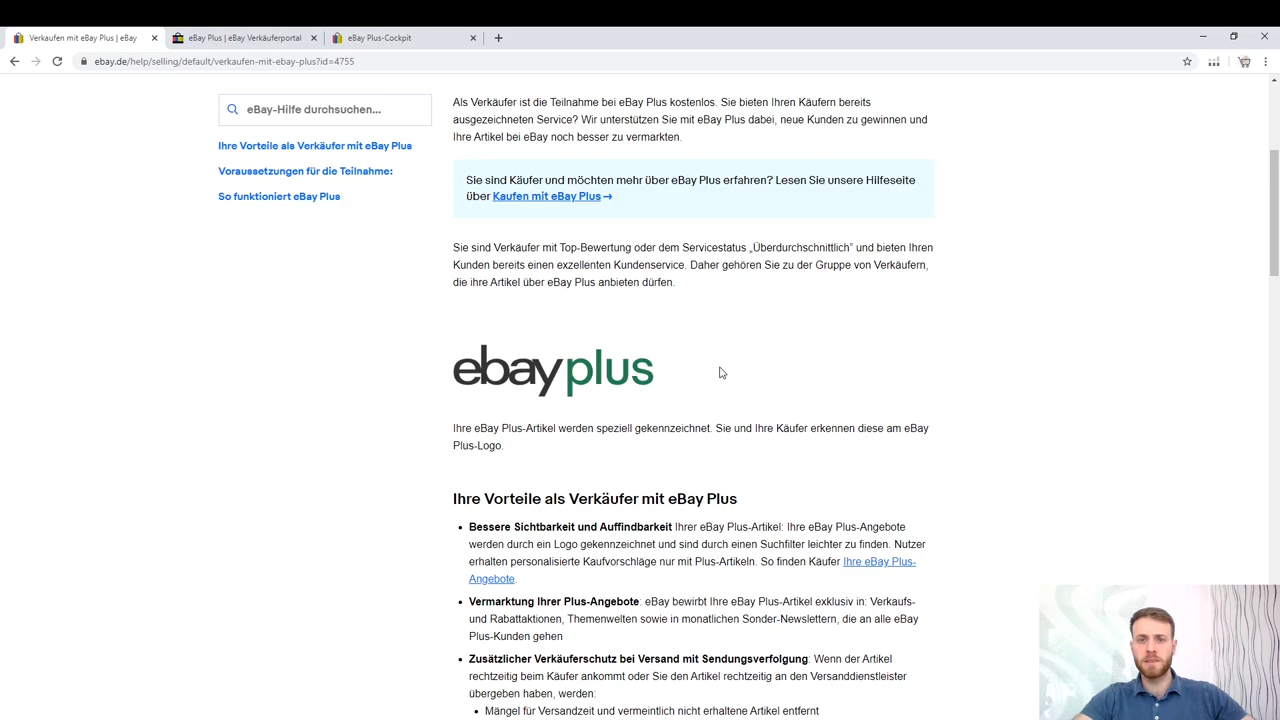 Verkaufen mit eBay Plus | eBay
eBay Plus | eBay Verkäuferportal
eBay Plus-Cockpit
ebay.de/help/selling/default/verkaufen-mit-ebay-plus?id=4755
eBay-Hilfe durchsuchen...
Ihre Vorteile als Verkäufer mit eBay Plus
Voraussetzungen für die Teilnahme:
So funktioniert eBay Plus
Als Verkäufer ist die Teilnahme bei eBay Plus kostenlos. Sie bieten Ihren Käufern bereits
ausgezeichneten Service? Wir unterstützen Sie mit eBay Plus dabei, neue Kunden zu gewinnen und
Ihre Artikel bei eBay noch besser zu vermarkten.
Sie sind Käufer und möchten mehr über eBay Plus erfahren? Lesen Sie unsere Hilfeseite
über Kaufen mit eBay Plus →
Sie sind Verkäufer mit Top-Bewertung oder dem Servicestatus „Überdurchschnittlich" und bieten Ihren
Kunden bereits einen exzellenten Kundenservice. Daher gehören Sie zu der Gruppe von Verkäufern,
die ihre Artikel über eBay Plus anbieten dürfen.
ebayplus
Ihre eBay Plus-Artikel werden speziell gekennzeichnet. Sie und Ihre Käufer erkennen diese am eBay
Plus-Logo.
Ihre Vorteile als Verkäufer mit eBay Plus
• Bessere Sichtbarkeit und Auffindbarkeit Ihrer eBay Plus-Artikel: Ihre eBay Plus-Angebote
werden durch ein Logo gekennzeichnet und sind durch einen Suchfilter leichter zu finden. Nutzer
erhalten personalisierte Kaufvorschläge nur mit Plus-Artikeln. So finden Käufer Ihre eBay Plus-
Angebote.
• Vermarktung Ihrer Plus-Angebote: eBay bewirbt Ihre eBay Plus-Artikel exklusiv in: Verkaufs-
und Rabattaktionen, Themenwelten sowie in monatlichen Sonder-Newslettern, die an alle eBay
Plus-Kunden gehen
• Zusätzlicher Verkäuferschutz bei Versand mit Sendungsverfolgung: Wenn der Artikel
rechtzeitig beim Käufer ankommt oder Sie den Artikel rechtzeitig an den Versanddienstleister
übergeben haben, werden:
• Mängel für Versandzeit und vermeintlich nicht erhaltene Artikel entfernt